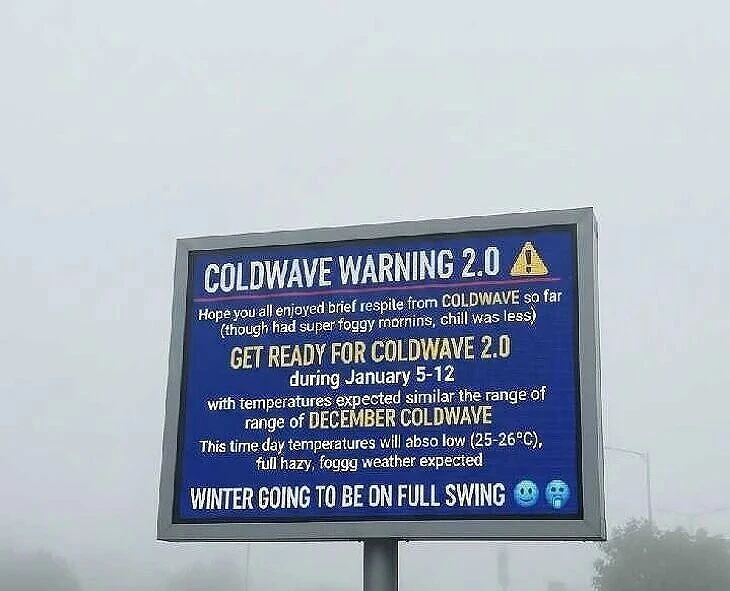 COLDWAVE WARNING 2.0 ⚠
Hope you all enjoyed brief respite from COLDWAVE so far
(though had super foggy mornins, chill was less)
GET READY FOR COLDWAVE 2.0
during January 5-12
with temperatures expected similar the range of
range of DECEMBER COLDWAVE
This time day temperatures will abso low (25-26°C),
full hazy, foggg weather expected
WINTER GOING TO BE ON FULL SWING